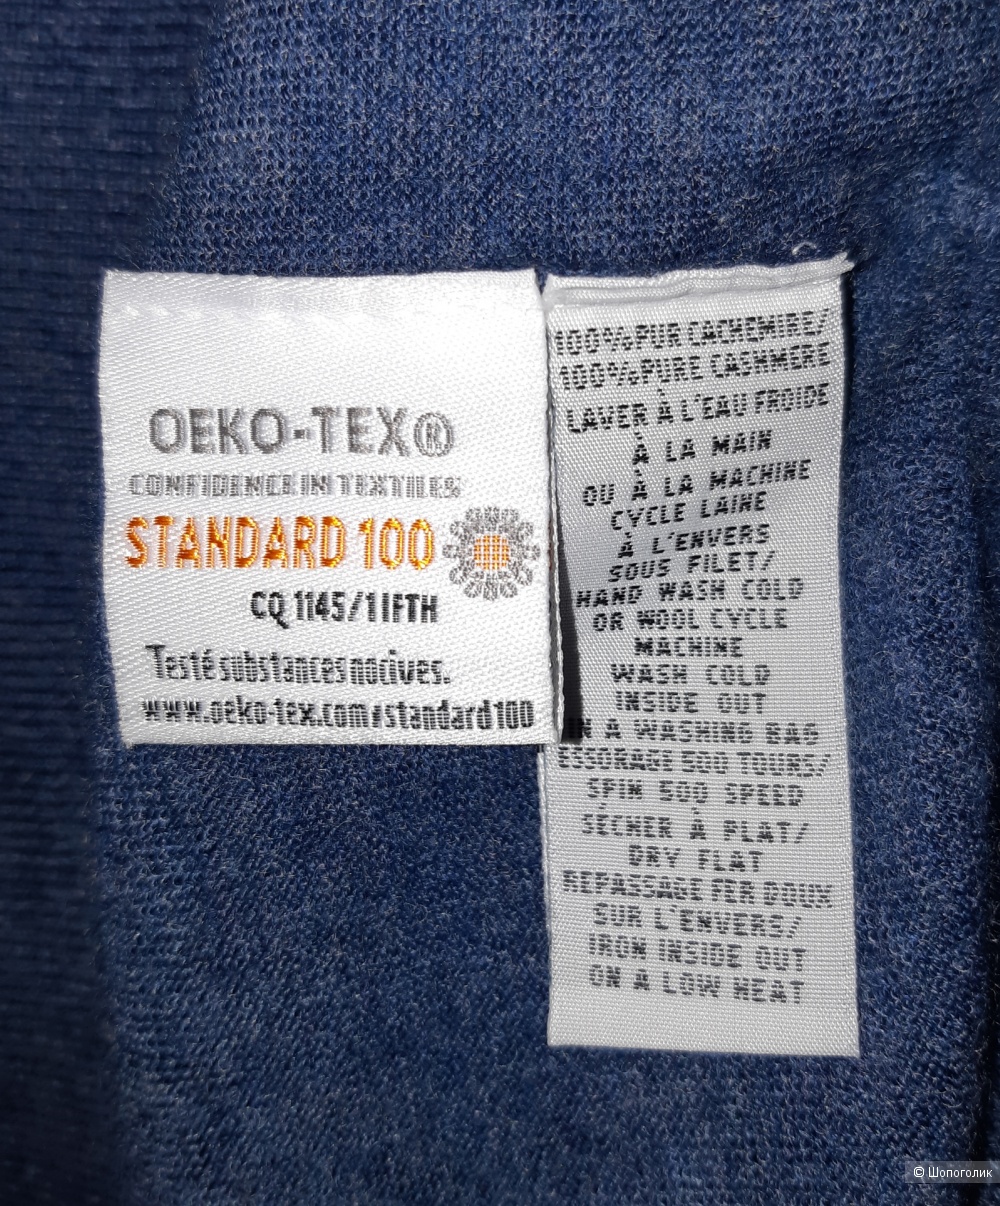 OEKO-TEX®
CONFIDENCE IN TEXTILES
STANDARD 100
CQ 1145/1 IFTH
Testé substances nocives.
www.oeko-tex.com/standard100
100% PUR CACHEMIRE/
100% PURE CASHMERE
LAVER À L'EAU FROIDE
À LA MAIN
OU À LA MACHINE
CYCLE LAINE
À L'ENVERS
SOUS FILET/
HAND WASH COLD
OR WOOL CYCLE
MACHINE
WASH COLD
INSIDE OUT
IN A WASHING BAG
ESSORAGE 500 TOURS/
SPIN 500 SPEED
SÉCHER À PLAT/
DRY FLAT
REPASSAGE FER DOUX
SUR L'ENVERS/
IRON INSIDE OUT
ON A LOW HEAT
© Шопоголик